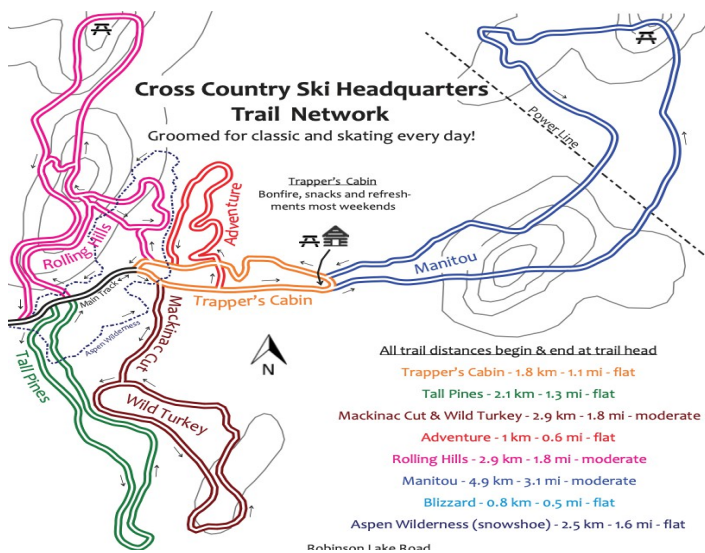 Cross Country Ski Headquarters
Trail Network
Groomed for classic and skating every day!
Power Line
Trapper's Cabin
Bonfire, snacks and refresh-
ments most weekends
Adventure
Rolling Hills
Manitou
Main Track
Trapper's Cabin
Aspen Wilderness
Mackinac Cut
Tall Pines
Wild Turkey
N
All trail distances begin & end at trail head
Trapper's Cabin - 1.8 km - 1.1 mi - flat
Tall Pines - 2.1 km - 1.3 mi - flat
Mackinac Cut & Wild Turkey - 2.9 km - 1.8 mi - moderate
Adventure - 1 km - 0.6 mi - flat
Rolling Hills - 2.9 km - 1.8 mi - moderate
Manitou - 4.9 km - 3.1 mi - moderate
Blizzard - 0.8 km - 0.5 mi - flat
Aspen Wilderness (snowshoe) - 2.5 km - 1.6 mi - flat
Robinson Lake Road